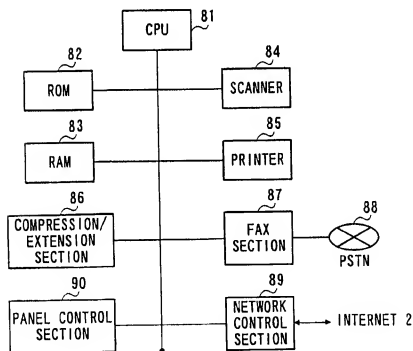 81
CPU
82
ROM
84
SCANNER
83
RAM
85
PRINTER
86
COMPRESSION/
EXTENSION
SECTION
87
FAX
SECTION
88
PSTN
90
PANEL CONTROL
SECTION
89
NETWORK
CONTROL
SECTION
INTERNET 2